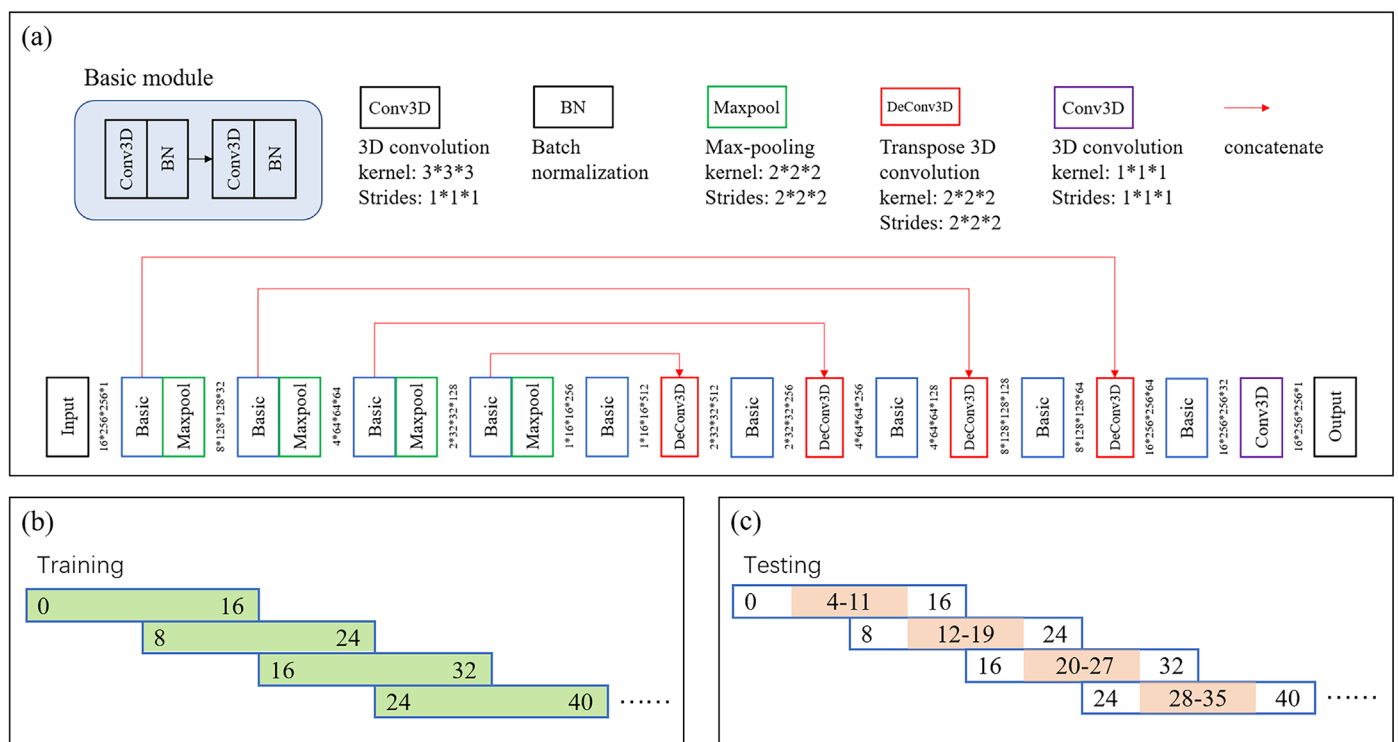 (a)
Basic module
Conv3D
BN
Conv3D
BN
Conv3D
3D convolution
kernel: 3*3*3
Strides: 1*1*1
BN
Batch
normalization
Maxpool
Max-pooling
kernel: 2*2*2
Strides: 2*2*2
DeConv3D
Transpose 3D
convolution
kernel: 2*2*2
Strides: 2*2*2
Conv3D
3D convolution
kernel: 1*1*1
Strides: 1*1*1
concatenate
Input
16*256*256*1
Basic
Maxpool
8*128*128*32
Basic
Maxpool
4*64*64*64
Basic
Maxpool
2*32*32*128
Basic
Maxpool
1*16*16*256
Basic
1*16*16*512
DeConv3D
2*32*32*512
Basic
2*32*32*256
DeConv3D
4*64*64*256
Basic
4*64*64*128
DeConv3D
8*128*128*128
Basic
8*128*128*64
DeConv3D
16*256*256*64
Basic
16*256*256*32
Conv3D
16*256*256*1
Output
(b)
Training
0 16
8 24
16 32
24 40 ……
(c)
Testing
0 4-11 16
8 12-19 24
16 20-27 32
24 28-35 40 ……